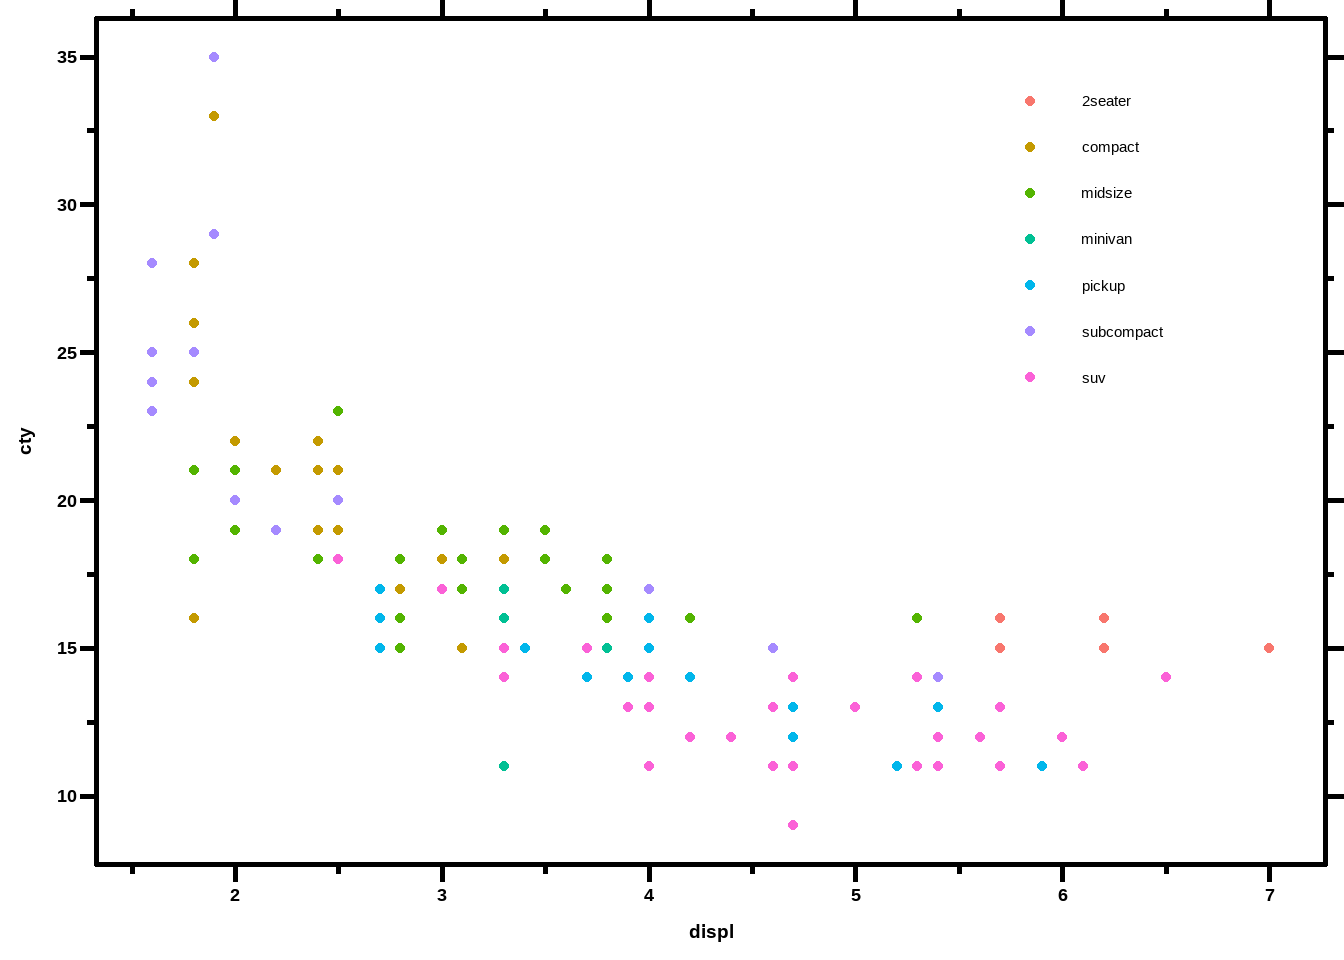 35
30
25
20
15
10
cty
2seater
compact
midsize
minivan
pickup
subcompact
suv
2 3 4 5 6 7
displ